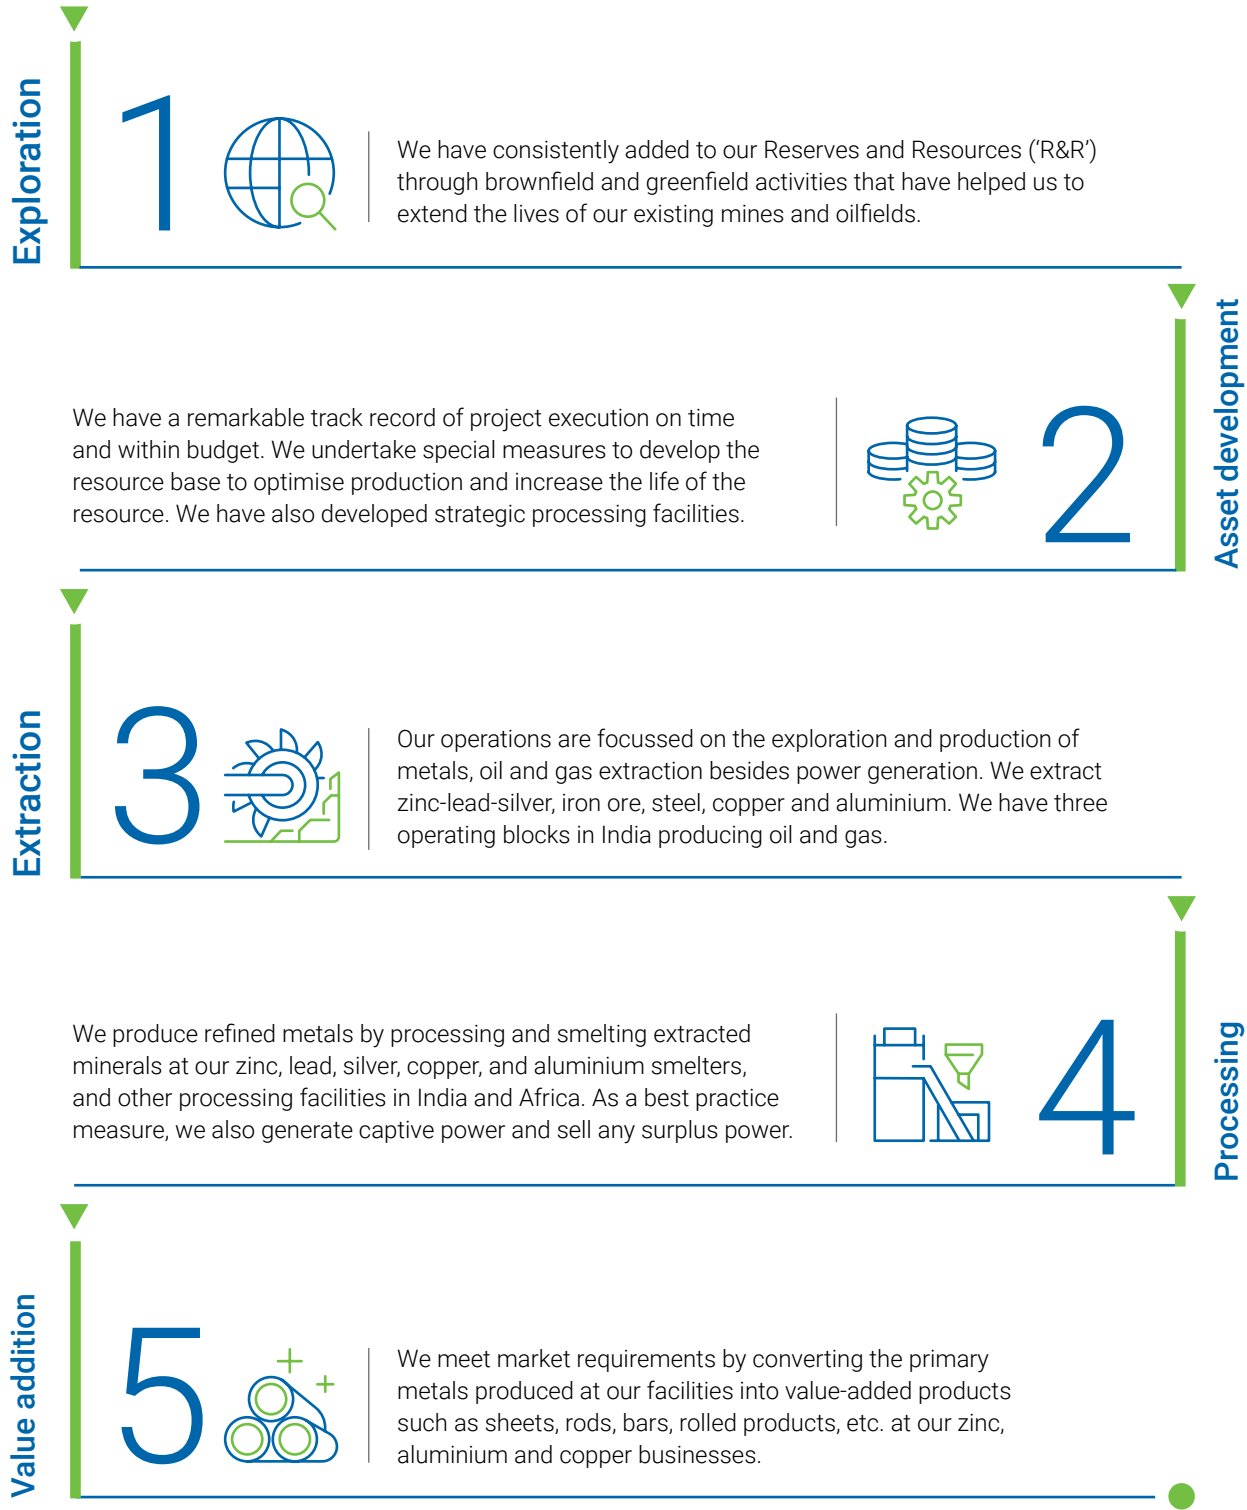 Exploration
1
We have consistently added to our Reserves and Resources (‘R&R’)
through brownfield and greenfield activities that have helped us to
extend the lives of our existing mines and oilfields.
Asset development
2
We have a remarkable track record of project execution on time
and within budget. We undertake special measures to develop the
resource base to optimise production and increase the life of the
resource. We have also developed strategic processing facilities.
Extraction
3
Our operations are focussed on the exploration and production of
metals, oil and gas extraction besides power generation. We extract
zinc-lead-silver, iron ore, steel, copper and aluminium. We have three
operating blocks in India producing oil and gas.
Processing
4
We produce refined metals by processing and smelting extracted
minerals at our zinc, lead, silver, copper, and aluminium smelters,
and other processing facilities in India and Africa. As a best practice
measure, we also generate captive power and sell any surplus power.
Value addition
5
We meet market requirements by converting the primary
metals produced at our facilities into value-added products
such as sheets, rods, bars, rolled products, etc. at our zinc,
aluminium and copper businesses.